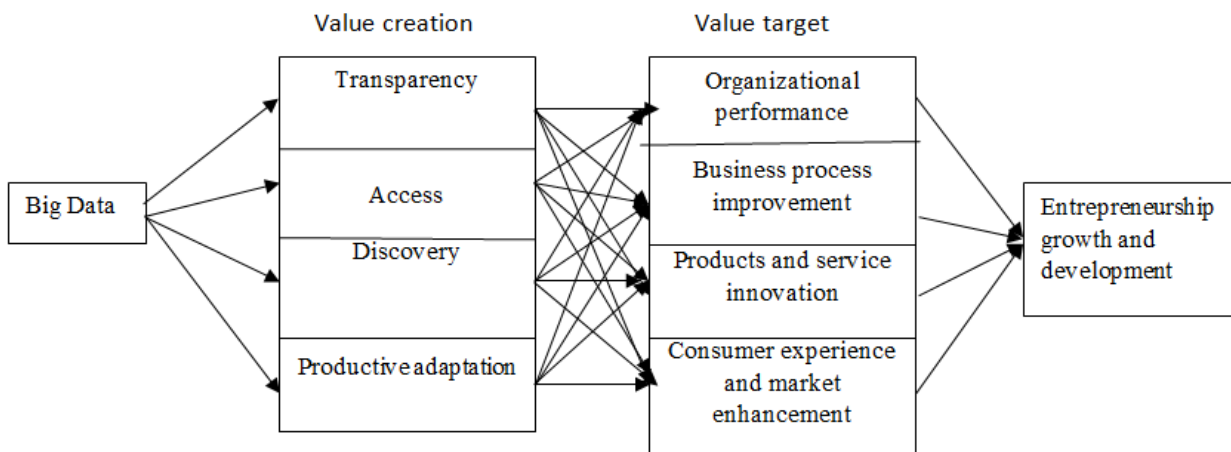 Value creation
Value target
Big Data
Transparency
Access
Discovery
Productive adaptation
Organizational
performance
Business process
improvement
Products and service
innovation
Consumer experience
and market
enhancement
Entrepreneurship
growth and
development